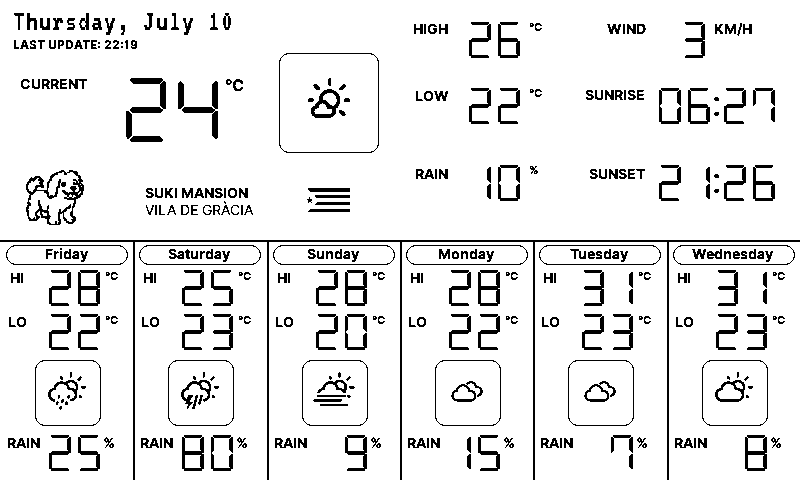 Thursday, July 10
LAST UPDATE: 22:19
CURRENT 24 °C
HIGH 26 °C
WIND 3 KM/H
LOW 22 °C
SUNRISE 06:27
RAIN 10 %
SUNSET 21:26
SUKI MANSION
VILA DE GRÀCIA
Friday
HI 28 °C
LO 22 °C
RAIN 25 %
Saturday
HI 25 °C
LO 23 °C
RAIN 80 %
Sunday
HI 28 °C
LO 20 °C
RAIN 9 %
Monday
HI 28 °C
LO 22 °C
RAIN 15 %
Tuesday
HI 31 °C
LO 23 °C
RAIN 7 %
Wednesday
HI 31 °C
LO 23 °C
RAIN 8 %